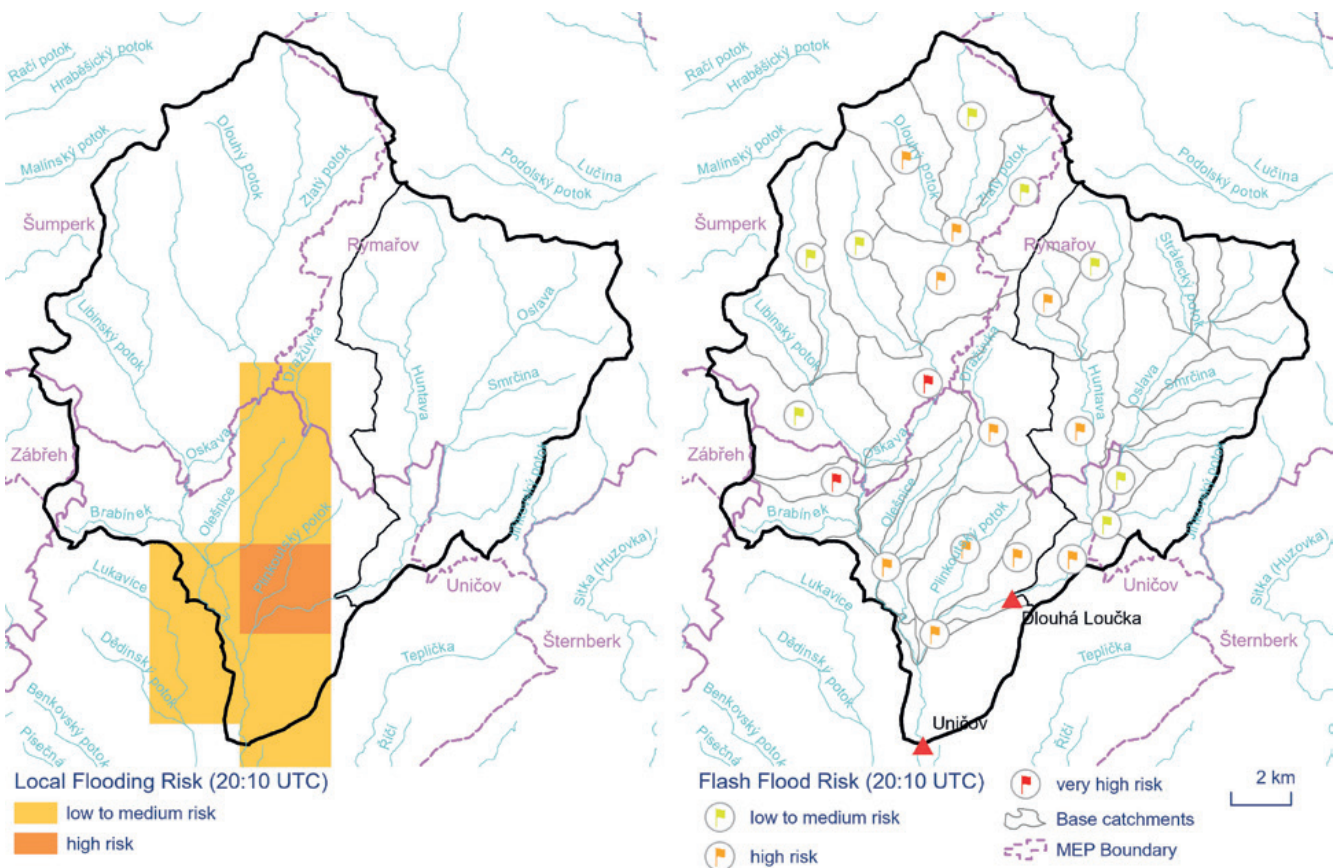 Račí potok
Hraběšický potok
Malínský potok
Dlouhý potok
Zlatý potok
Podolský potok
Lučina
Šumperk
Rýmařov
Libinský potok
Oslava
Dražůvka
Huntava
Smrčina
Oskava
Zábřeh
Olešnice
Brabínek
Plinkoutský potok
Lukavice
Uničov
Sitka (Huzovka)
Dědinský potok
Teplička
Šternberk
Benkovský potok
Písečná
Říčí
Local Flooding Risk (20:10 UTC)
low to medium risk
high risk
Račí potok
Hraběšický potok
Malínský potok
Dlouhý potok
Zlatý potok
Podolský potok
Lučina
Šumperk
Rýmařov
Strálecký potok
Libinský potok
Dražůvka
Huntava
Oslava
Smrčina
Zábřeh
Oskava
Olešnice
Brabínek
Plinkoutský potok
Lukavice
Uničov
Sitka (Huzovka)
Dlouhá Loučka
Dědinský potok
Teplička
Šternberk
Benkovský potok
Uničov
Písečná
Říčí
Flash Flood Risk (20:10 UTC)
low to medium risk
high risk
very high risk
Base catchments
MEP Boundary
2 km